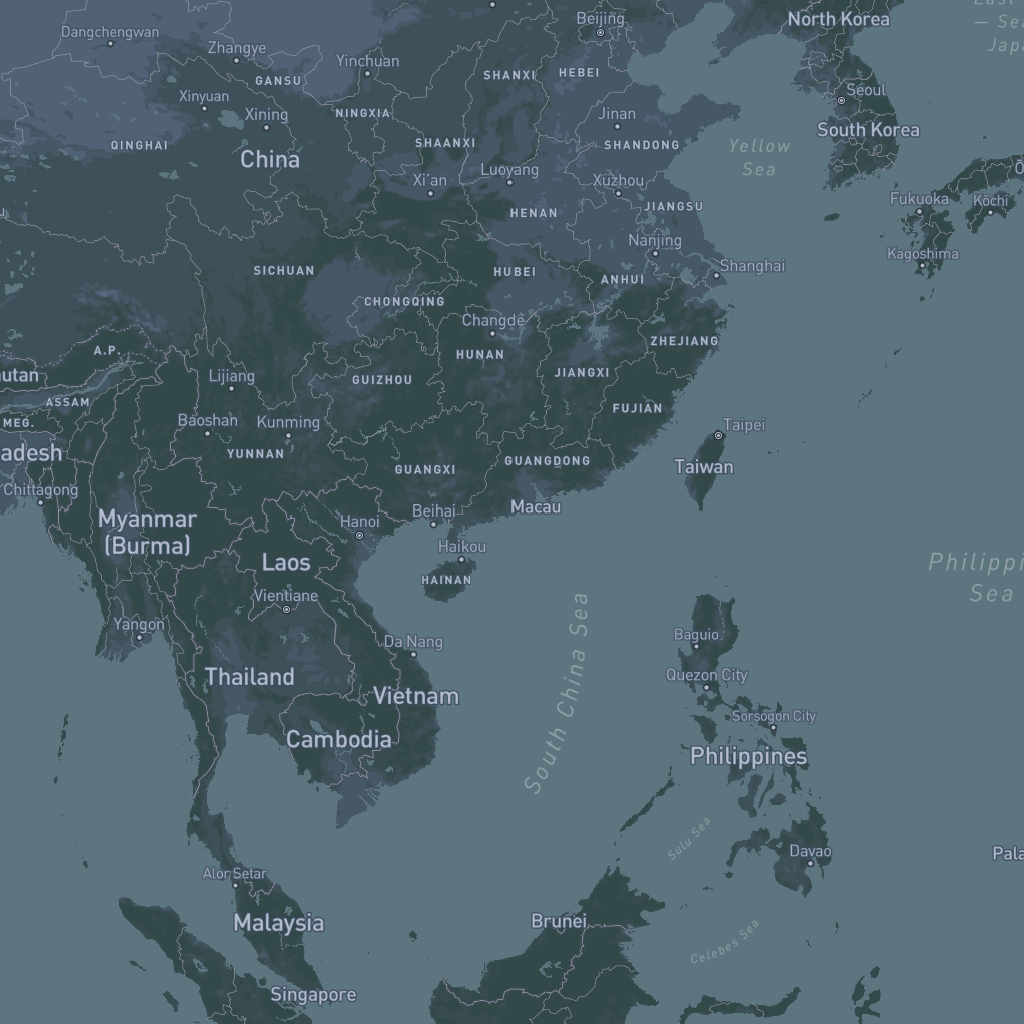 Beijing
North Korea
East
— Sea
Japa
Dangchengwan
Zhangye
Yinchuan
GANSU
SHANXI
HEBEI
Seoul
Xinyuan
Xining
NINGXIA
Jinan
South Korea
QINGHAI
China
SHAANXI
SHANDONG
Yellow
Sea
Xi'an
Luoyang
Xuzhou
Fukuoka
Kōchi
HENAN
JIANGSU
Nanjing
Kagoshima
SICHUAN
HUBEI
ANHUI
Shanghai
CHONGQING
Changde
ZHEJIANG
A.P.
HUNAN
utan
Lijiang
GUIZHOU
JIANGXI
ASSAM
FUJIAN
MEG.
Baoshan
Kunming
Taipei
adesh
YUNNAN
GUANGXI
GUANGDONG
Taiwan
Chittagong
Myanmar
(Burma)
Hanoi
Beihai
Macau
Laos
Haikou
HAINAN
Philippi
Sea
Vientiane
Yangon
Da Nang
South China Sea
Baguio
Thailand
Vietnam
Quezon City
Sorsogon City
Cambodia
Philippines
Sulu Sea
Davao
Pala
Alor Setar
Malaysia
Brunei
Celebes Sea
Singapore